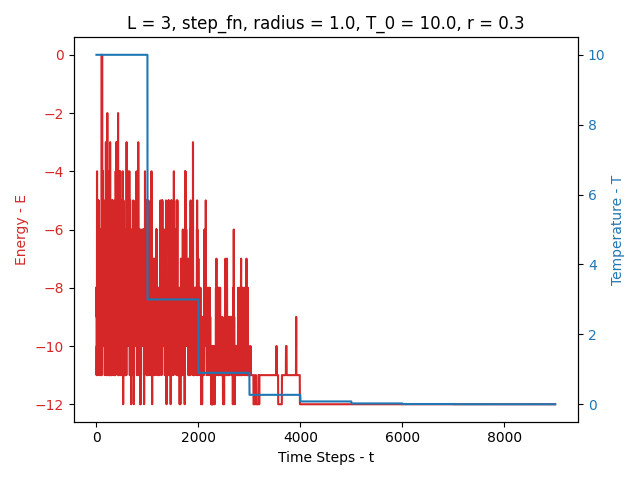 L = 3, step_fn, radius = 1.0, T_0 = 10.0, r = 0.3
0
−2
−4
−6
−8
−10
−12
Energy - E
10
8
6
4
2
0
Temperature - T
0 2000 4000 6000 8000
Time Steps - t